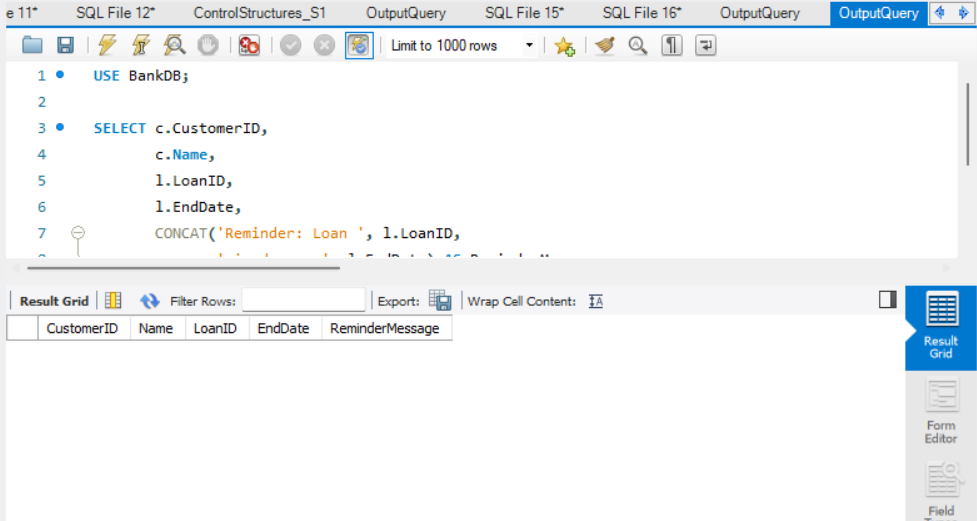 e 11* SQL File 12* ControlStructures_S1 OutputQuery SQL File 15* SQL File 16* OutputQuery OutputQuery
Limit to 1000 rows
1 USE BankDB;
2
3 SELECT c.CustomerID,
4 c.Name,
5 l.LoanID,
6 l.EndDate,
7 CONCAT('Reminder: Loan ', l.LoanID,
Result Grid Filter Rows: Export: Wrap Cell Content:
CustomerID Name LoanID EndDate ReminderMessage
Result
Grid
Form
Editor
Field